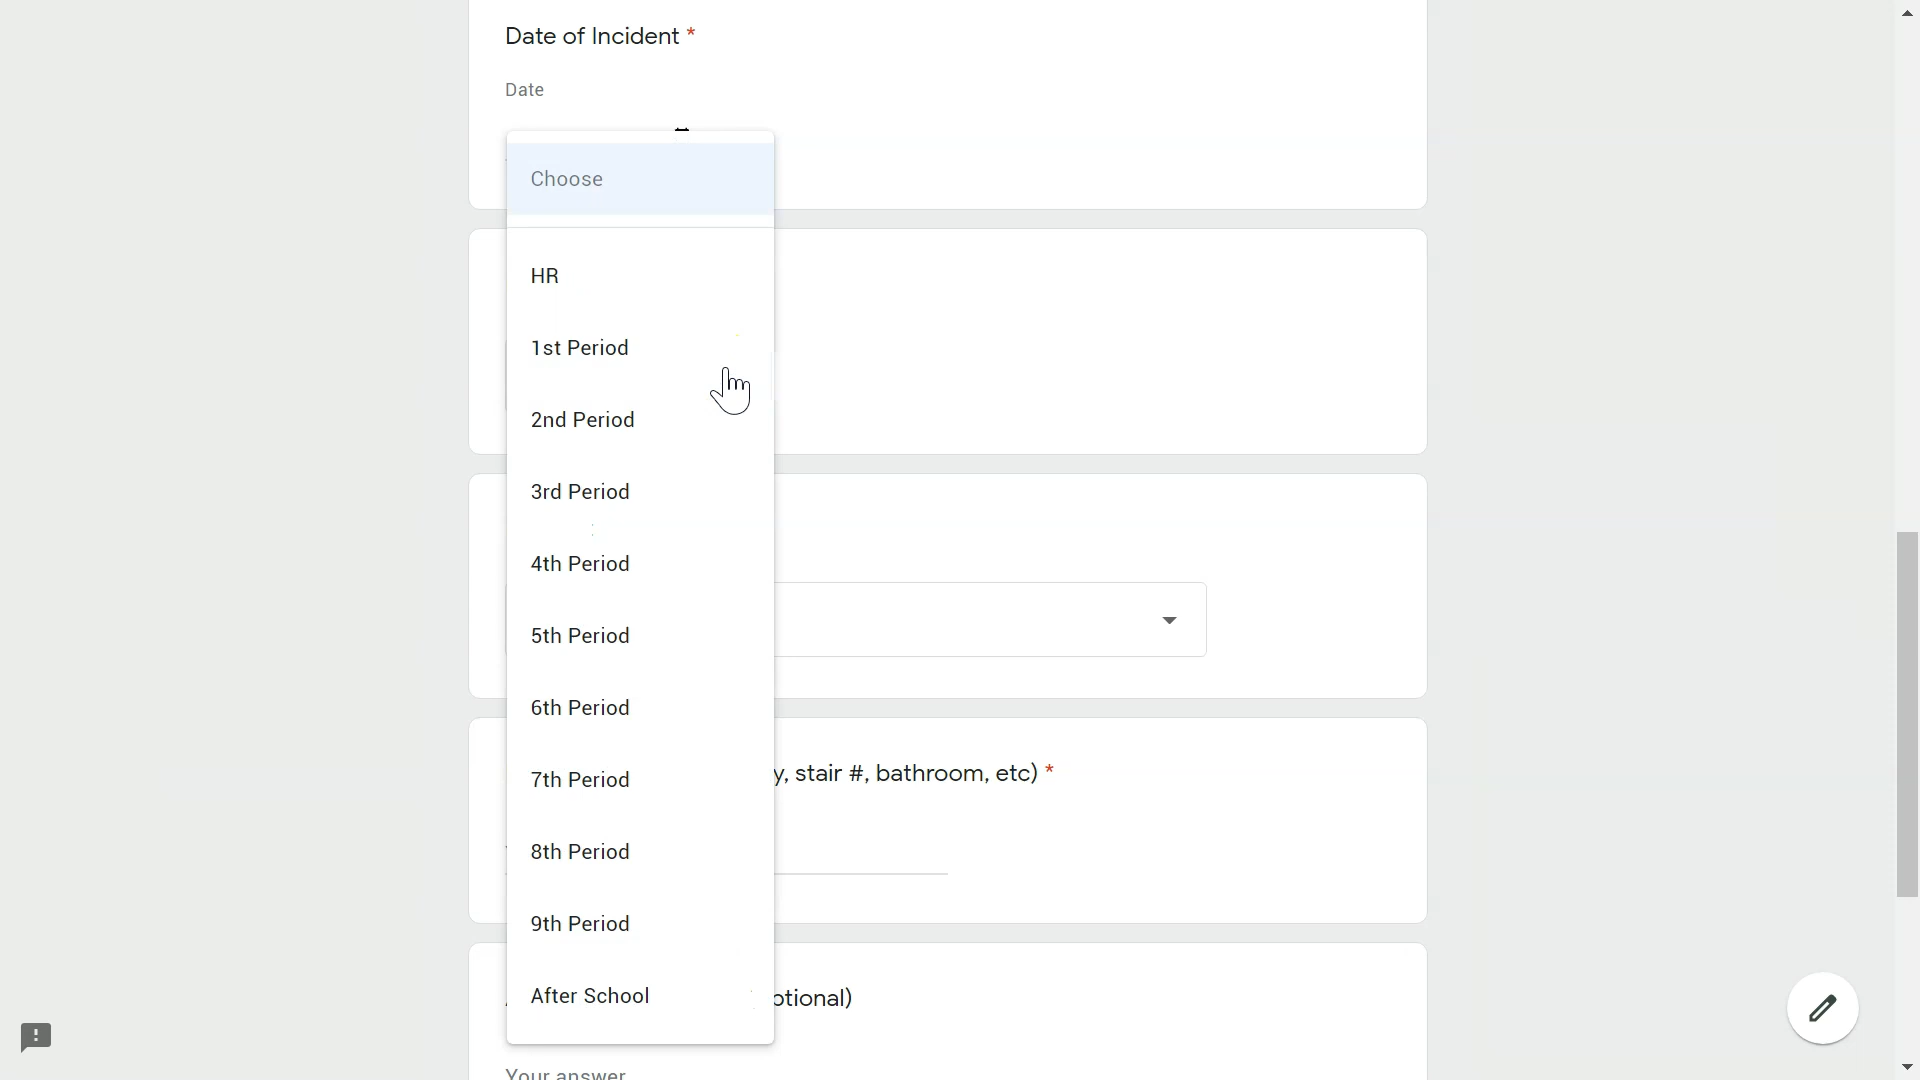 Date of Incident *
Date
Choose
HR
1st Period
2nd Period
3rd Period
4th Period
5th Period
6th Period
7th Period
8th Period
9th Period
After School
y, stair #, bathroom, etc) *
ptional)
Your answer